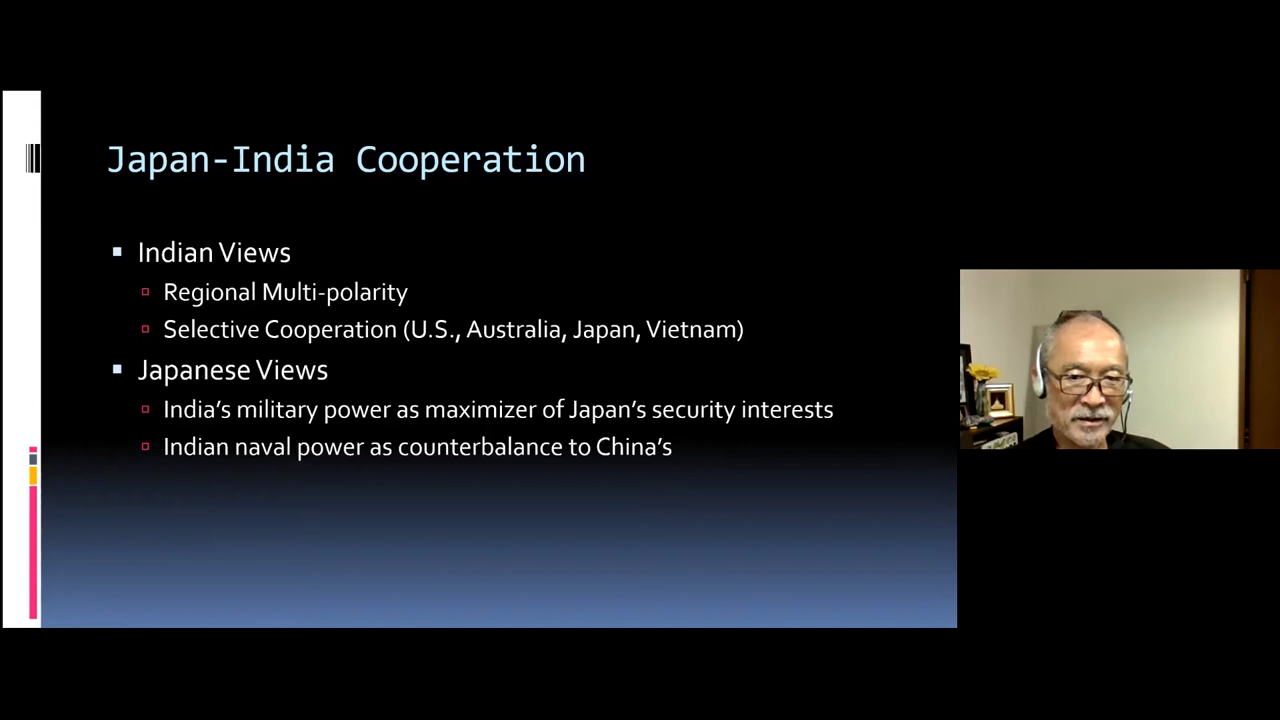 Japan-India Cooperation
Indian Views
Regional Multi-polarity
Selective Cooperation (U.S., Australia, Japan, Vietnam)
Japanese Views
India’s military power as maximizer of Japan’s security interests
Indian naval power as counterbalance to China’s